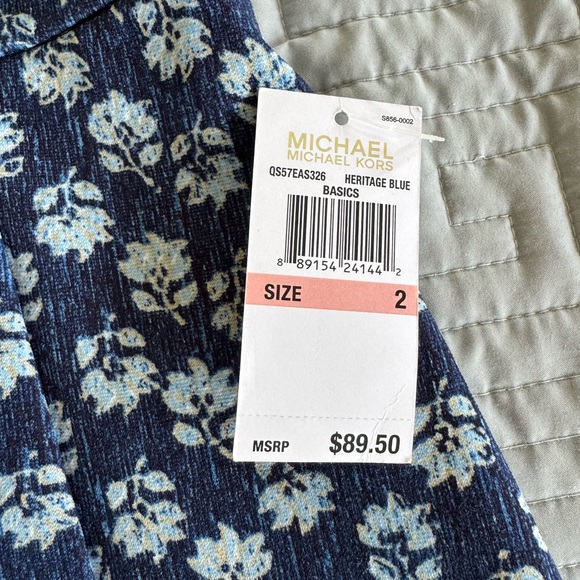 S856-0002
MICHAEL
MICHAEL KORS
QS57EAS326 HERITAGE BLUE
BASICS
8 89154 24144 2
SIZE 2
MSRP $89.50